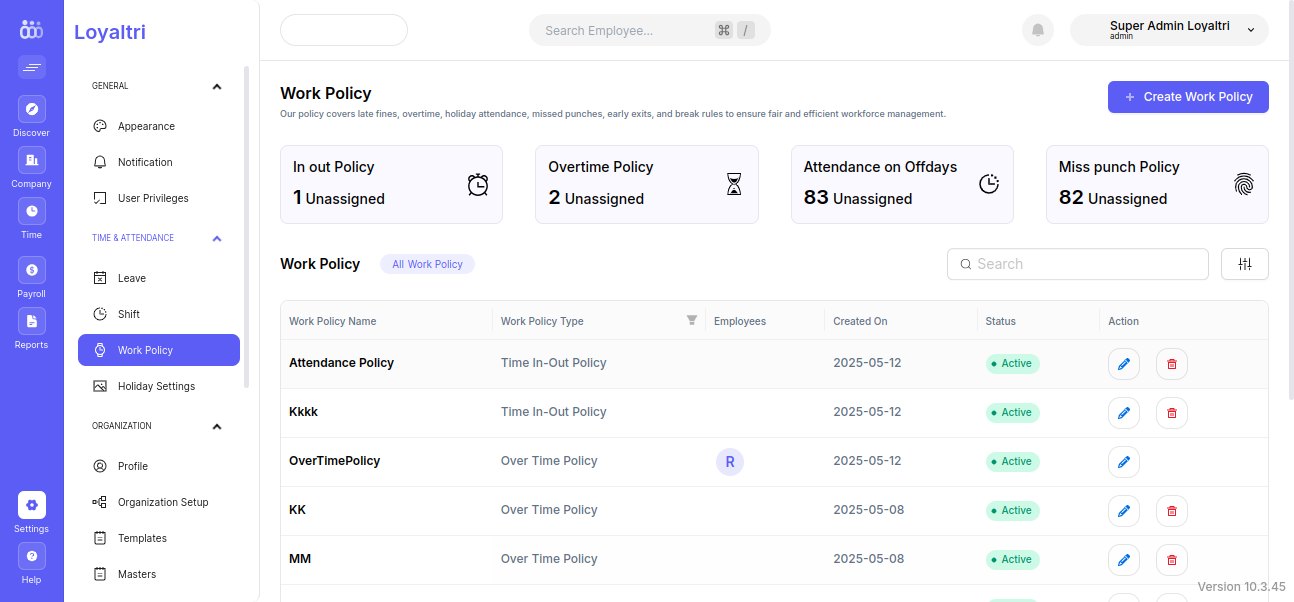 Loyaltri
Search Employee...
⌘ /
Super Admin Loyaltri
admin
Discover
Company
Time
Payroll
Reports
Settings
Help
GENERAL
Appearance
Notification
User Privileges
TIME & ATTENDANCE
Leave
Shift
Work Policy
Holiday Settings
ORGANIZATION
Profile
Organization Setup
Templates
Masters
Work Policy
Our policy covers late fines, overtime, holiday attendance, missed punches, early exits, and break rules to ensure fair and efficient workforce management.
+ Create Work Policy
In out Policy
1 Unassigned
Overtime Policy
2 Unassigned
Attendance on Offdays
83 Unassigned
Miss punch Policy
82 Unassigned
Work Policy All Work Policy Search
Work Policy Name Work Policy Type Employees Created On Status Action
Attendance Policy Time In-Out Policy 2025-05-12 Active
Kkkk Time In-Out Policy 2025-05-12 Active
OverTimePolicy Over Time Policy R 2025-05-12 Active
KK Over Time Policy 2025-05-08 Active
MM Over Time Policy 2025-05-08 Active
Version 10.3.45